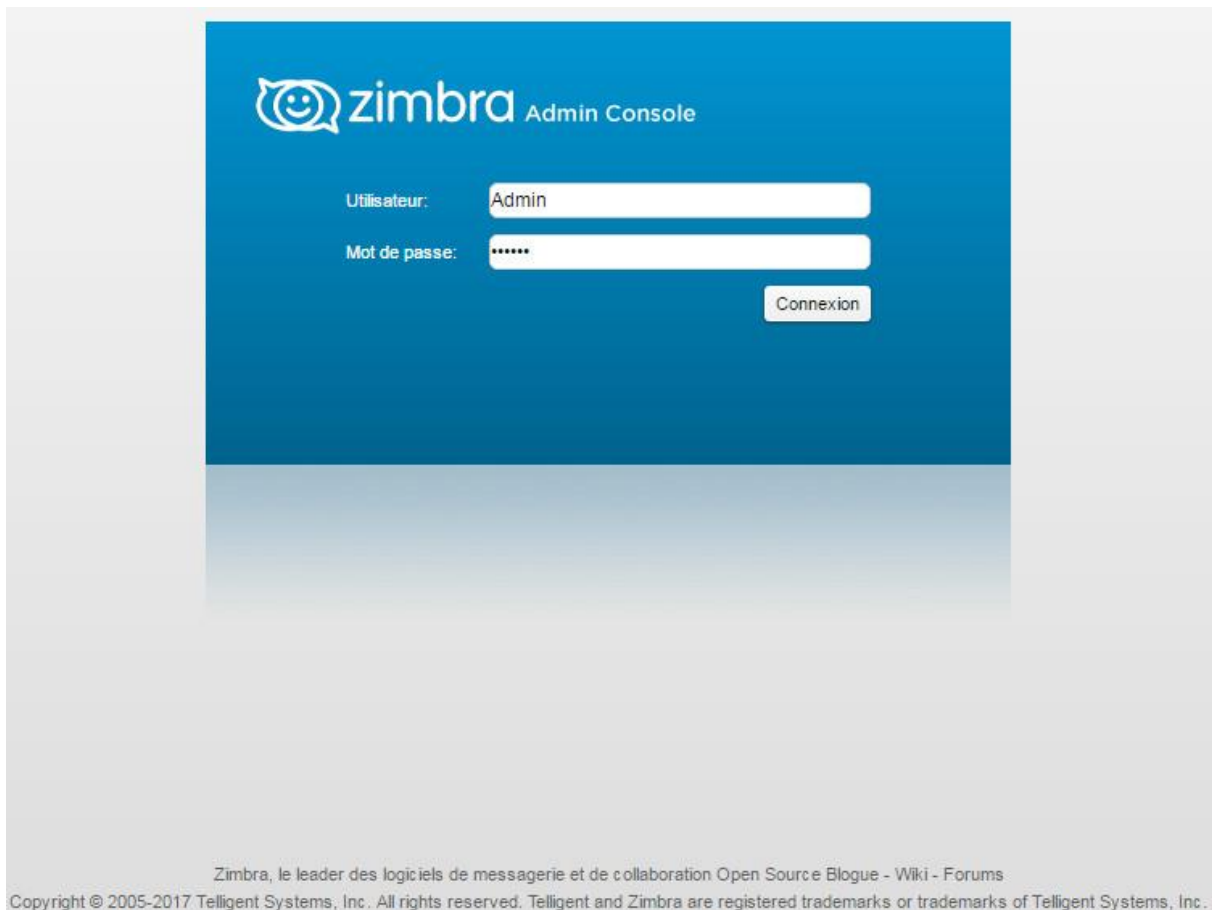 zimbra Admin Console
Utilisateur: Admin
Mot de passe: ••••••
Connexion
Zimbra, le leader des logiciels de messagerie et de collaboration Open Source Blogue - Wiki - Forums
Copyright © 2005-2017 Telligent Systems, Inc. All rights reserved. Telligent and Zimbra are registered trademarks or trademarks of Telligent Systems, Inc.